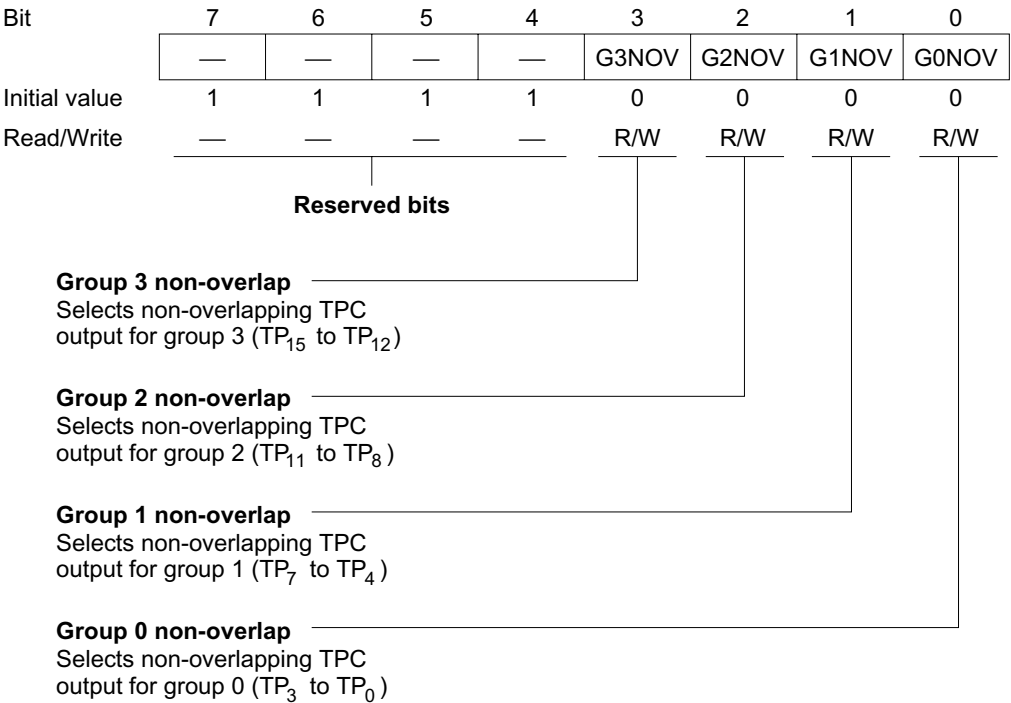 Bit 7 6 5 4 3 2 1 0
— — — — G3NOV G2NOV G1NOV G0NOV
Initial value 1 1 1 1 0 0 0 0
Read/Write — — — — R/W R/W R/W R/W
Reserved bits
Group 3 non-overlap
Selects non-overlapping TPC
output for group 3 (TP15 to TP12)
Group 2 non-overlap
Selects non-overlapping TPC
output for group 2 (TP11 to TP8)
Group 1 non-overlap
Selects non-overlapping TPC
output for group 1 (TP7 to TP4)
Group 0 non-overlap
Selects non-overlapping TPC
output for group 0 (TP3 to TP0)